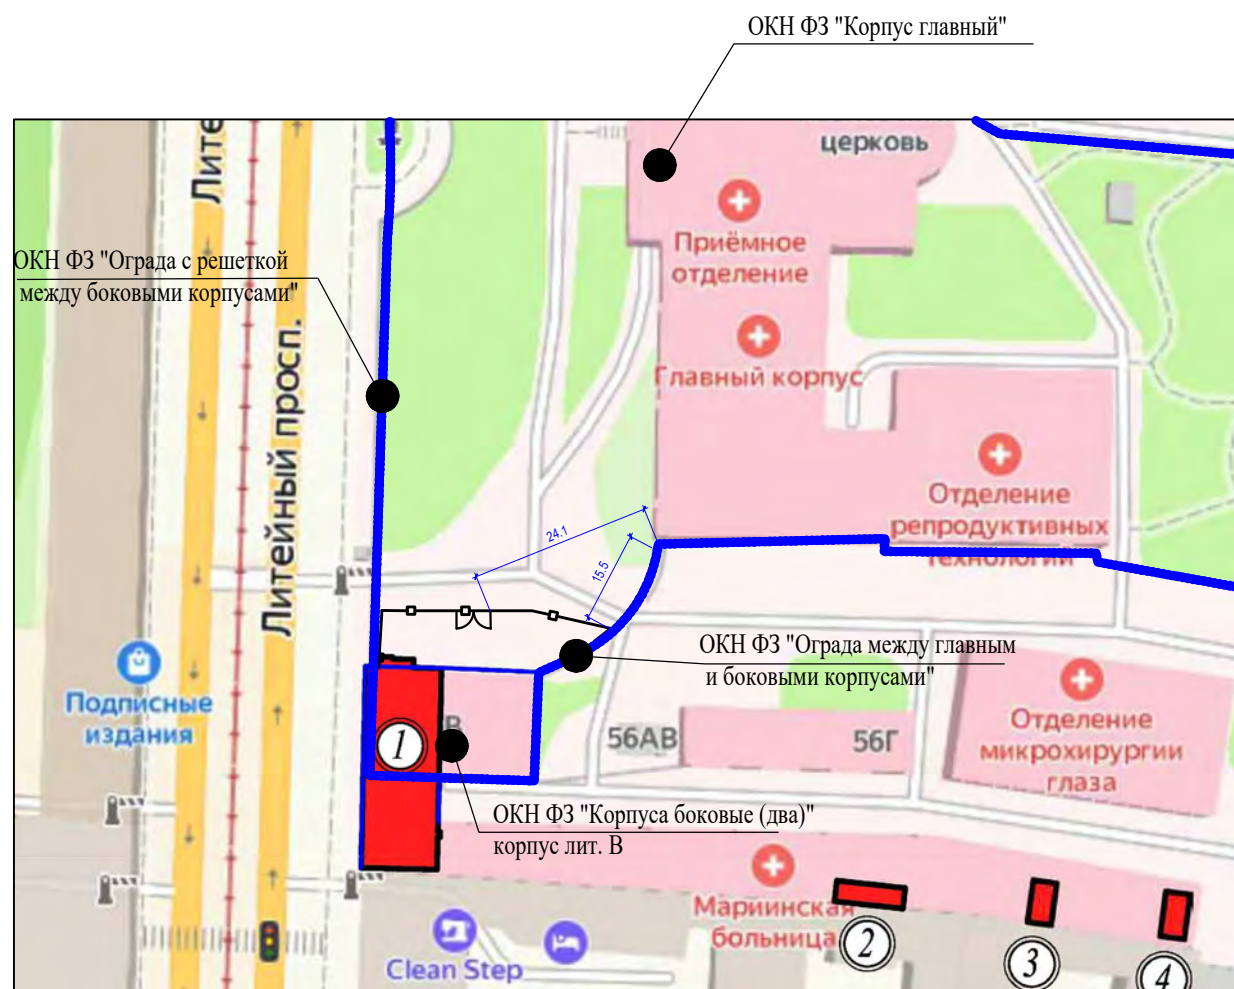 ОКН ФЗ "Корпус главный"
Лите
церковь
Приёмное
отделение
ОКН ФЗ "Ограда с решеткой
между боковыми корпусами"
Литейный просп.
Главный корпус
Отделение
репродуктивных
технологий
24.1
15.5
ОКН ФЗ "Ограда между главным
и боковыми корпусами"
Подписные
издания
1
В
56АВ
56Г
Отделение
микрохирургии
глаза
ОКН ФЗ "Корпуса боковые (два)"
корпус лит. В
Мариинская
больница
2
3
4
Clean Step